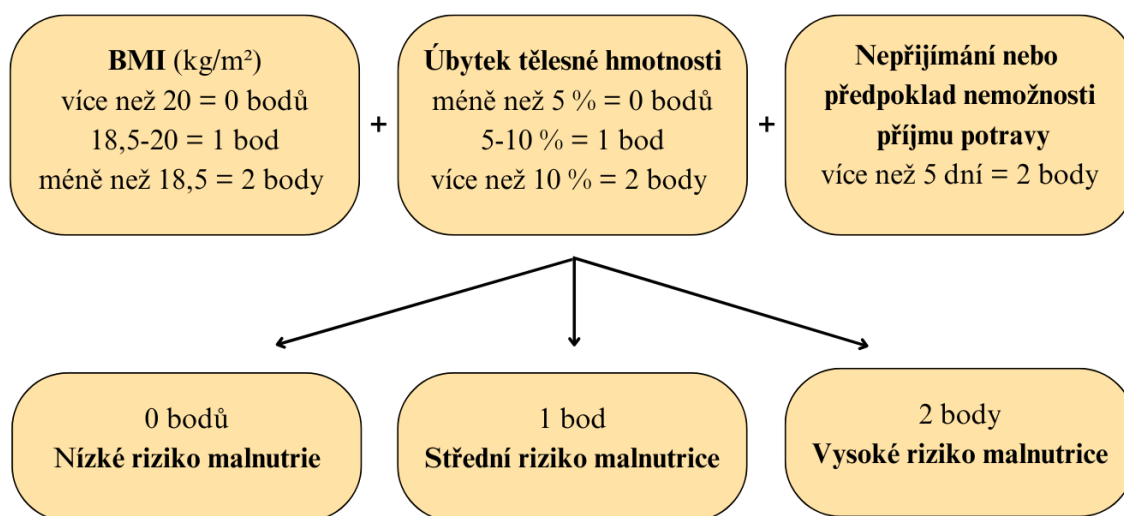 BMI (kg/m²)
více než 20 = 0 bodů
18,5-20 = 1 bod
méně než 18,5 = 2 body
+
Úbytek tělesné hmotnosti
méně než 5 % = 0 bodů
5-10 % = 1 bod
více než 10 % = 2 body
+
Nepřijímání nebo
předpoklad nemožnosti
příjmu potravy
více než 5 dní = 2 body
0 bodů
Nízké riziko malnutrie
1 bod
Střední riziko malnutrice
2 body
Vysoké riziko malnutrice